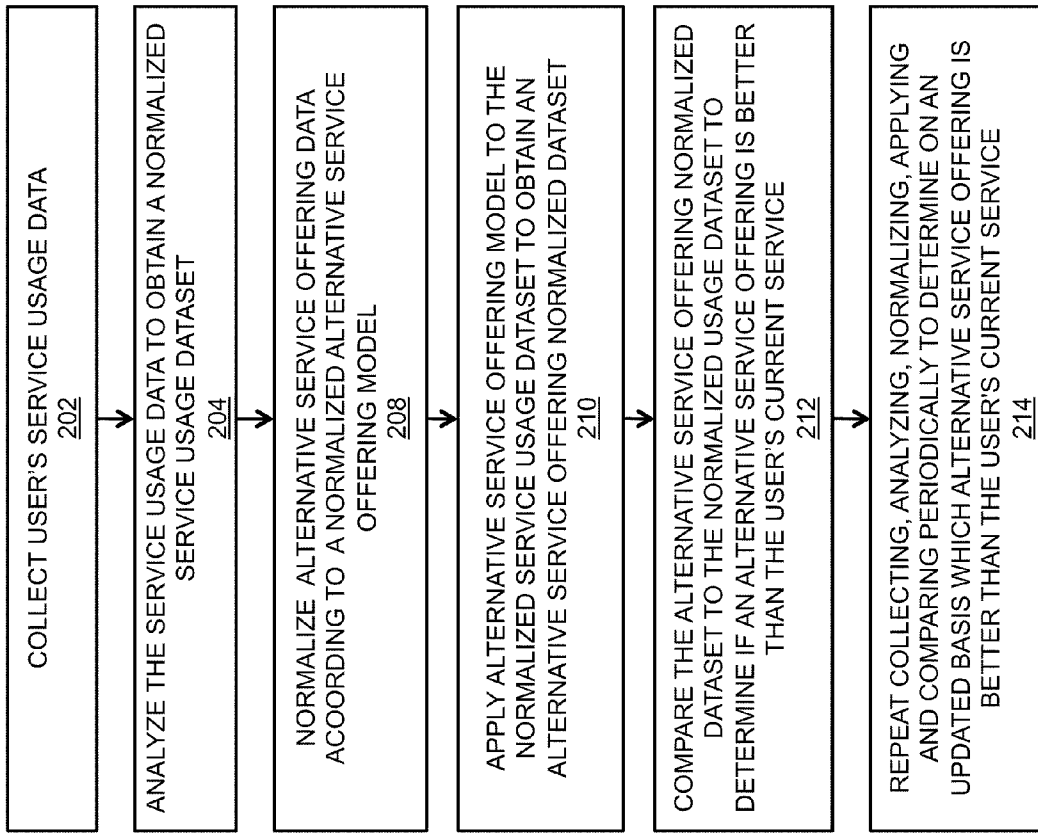 COLLECT USER'S SERVICE USAGE DATA
202
ANALYZE THE SERVICE USAGE DATA TO OBTAIN A NORMALIZED
SERVICE USAGE DATASET
204
NORMALIZE ALTERNATIVE SERVICE OFFERING DATA
ACOORDING TO A NORMALIZED ALTERNATIVE SERVICE
OFFERING MODEL
208
APPLY ALTERNATIVE SERVICE OFFERING MODEL TO THE
NORMALIZED SERVICE USAGE DATASET TO OBTAIN AN
ALTERNATIVE SERVICE OFFERING NORMALIZED DATASET
210
COMPARE THE ALTERNATIVE SERVICE OFFERING NORMALIZED
DATASET TO THE NORMALIZED USAGE DATASET TO
DETERMINE IF AN ALTERNATIVE SERVICE OFFERING IS BETTER
THAN THE USER'S CURRENT SERVICE
212
REPEAT COLLECTING, ANALYZING, NORMALIZING, APPLYING
AND COMPARING PERIODICALLY TO DETERMINE ON AN
UPDATED BASIS WHICH ALTERNATIVE SERVICE OFFERING IS
BETTER THAN THE USER'S CURRENT SERVICE
214